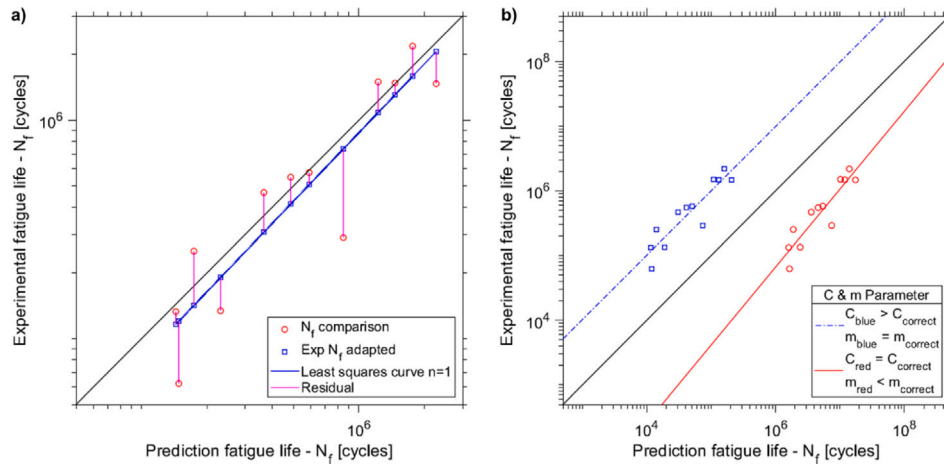 a)
Experimental fatigue life - N_f [cycles]
10^6
N_f comparison
Exp N_f adapted
Least squares curve n=1
Residual
10^6
Prediction fatigue life - N_f [cycles]
b)
Experimental fatigue life - N_f [cycles]
10^8
10^6
10^4
C & m Parameter
C_blue > C_correct
m_blue = m_correct
C_red = C_correct
m_red < m_correct
10^4 10^6 10^8
Prediction fatigue life - N_f [cycles]